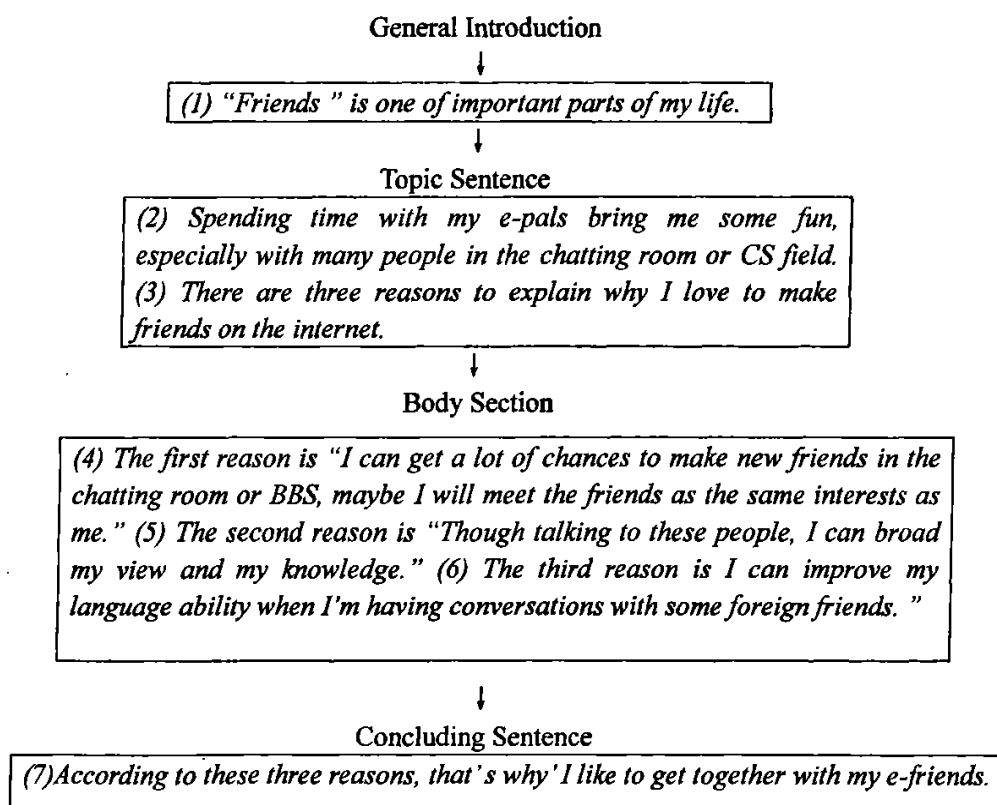 General Introduction
(1) "Friends " is one of important parts of my life.
Topic Sentence
(2) Spending time with my e-pals bring me some fun,
especially with many people in the chatting room or CS field.
(3) There are three reasons to explain why I love to make
friends on the internet.
Body Section
(4) The first reason is "I can get a lot of chances to make new friends in the
chatting room or BBS, maybe I will meet the friends as the same interests as
me." (5) The second reason is "Though talking to these people, I can broad
my view and my knowledge." (6) The third reason is I can improve my
language ability when I'm having conversations with some foreign friends. "
Concluding Sentence
(7)According to these three reasons, that's why 'I like to get together with my e-friends.